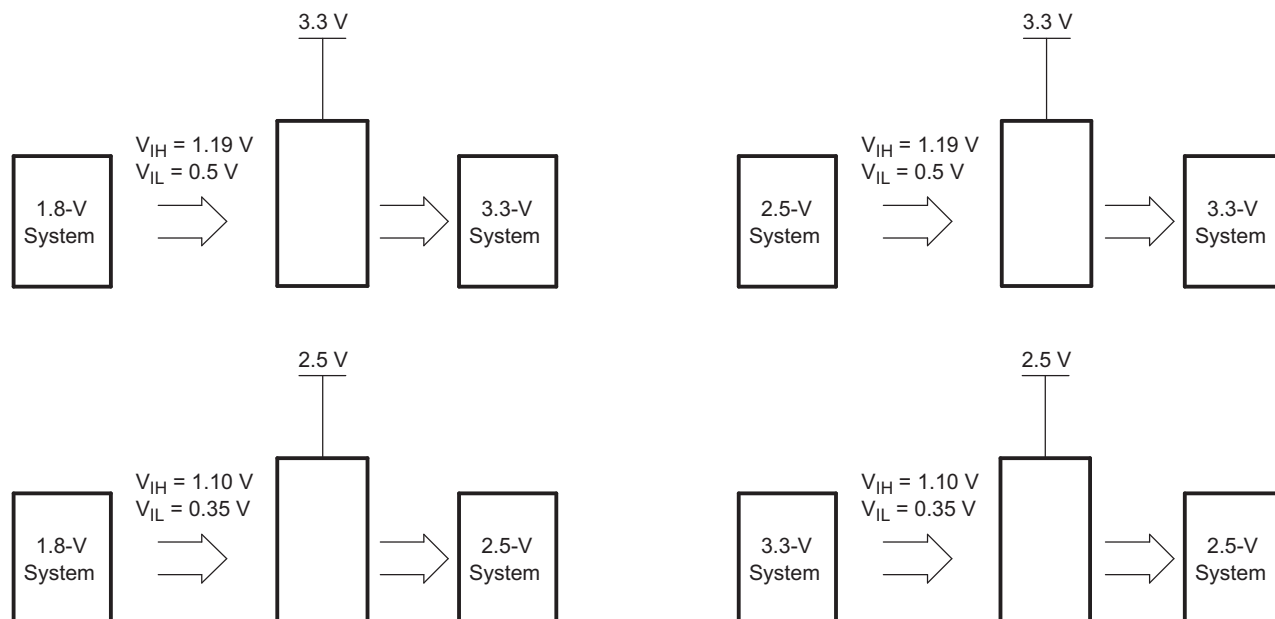 3.3 V
V_IH = 1.19 V
V_IL = 0.5 V
1.8-V
System
3.3-V
System
3.3 V
V_IH = 1.19 V
V_IL = 0.5 V
2.5-V
System
3.3-V
System
2.5 V
V_IH = 1.10 V
V_IL = 0.35 V
1.8-V
System
2.5-V
System
2.5 V
V_IH = 1.10 V
V_IL = 0.35 V
3.3-V
System
2.5-V
System